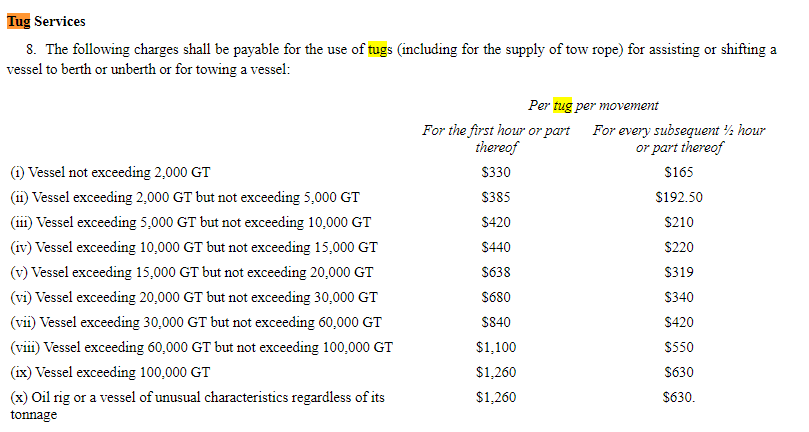 Tug Services
8. The following charges shall be payable for the use of tugs (including for the supply of tow rope) for assisting or shifting a
vessel to berth or unberth or for towing a vessel:
Per tug per movement
For the first hour or part thereof For every subsequent ½ hour or part thereof
(i) Vessel not exceeding 2,000 GT $330 $165
(ii) Vessel exceeding 2,000 GT but not exceeding 5,000 GT $385 $192.50
(iii) Vessel exceeding 5,000 GT but not exceeding 10,000 GT $420 $210
(iv) Vessel exceeding 10,000 GT but not exceeding 15,000 GT $440 $220
(v) Vessel exceeding 15,000 GT but not exceeding 20,000 GT $638 $319
(vi) Vessel exceeding 20,000 GT but not exceeding 30,000 GT $680 $340
(vii) Vessel exceeding 30,000 GT but not exceeding 60,000 GT $840 $420
(viii) Vessel exceeding 60,000 GT but not exceeding 100,000 GT $1,100 $550
(ix) Vessel exceeding 100,000 GT $1,260 $630
(x) Oil rig or a vessel of unusual characteristics regardless of its $1,260 $630.
tonnage